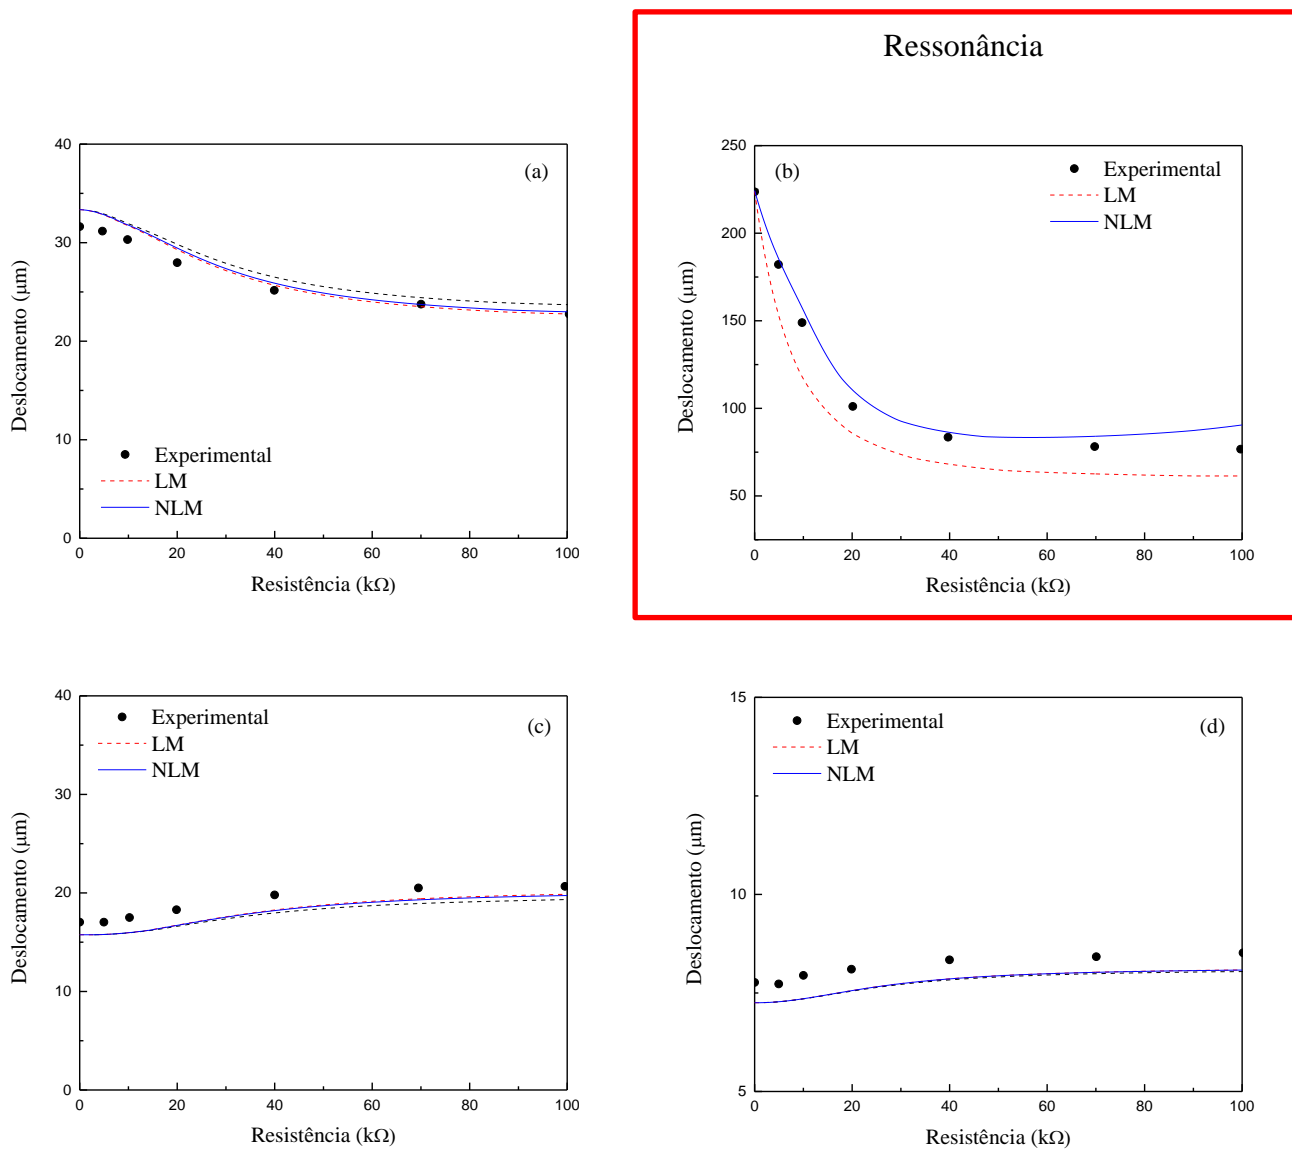 Ressonância
40
30
20
10
0
0 20 40 60 80 100
Deslocamento (μm)
Resistência (kΩ)
(a)
Experimental
LM
NLM
250
200
150
100
50
0 20 40 60 80 100
Deslocamento (μm)
Resistência (kΩ)
(b)
Experimental
LM
NLM
40
30
20
10
0
0 20 40 60 80 100
Deslocamento (μm)
Resistência (kΩ)
(c)
Experimental
LM
NLM
15
10
5
0 20 40 60 80 100
Deslocamento (μm)
Resistência (kΩ)
(d)
Experimental
LM
NLM